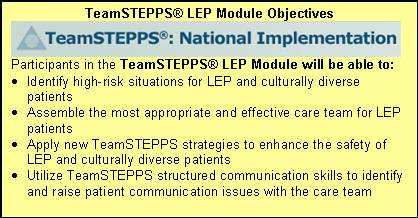 TeamSTEPPS® LEP Module Objectives
TeamSTEPPS®: National Implementation
Participants in the TeamSTEPPS® LEP Module will be able to:
• Identify high-risk situations for LEP and culturally diverse
patients
• Assemble the most appropriate and effective care team for LEP
patients
• Apply new TeamSTEPPS strategies to enhance the safety of
LEP and culturally diverse patients
• Utilize TeamSTEPPS structured communication skills to identify
and raise patient communication issues with the care team